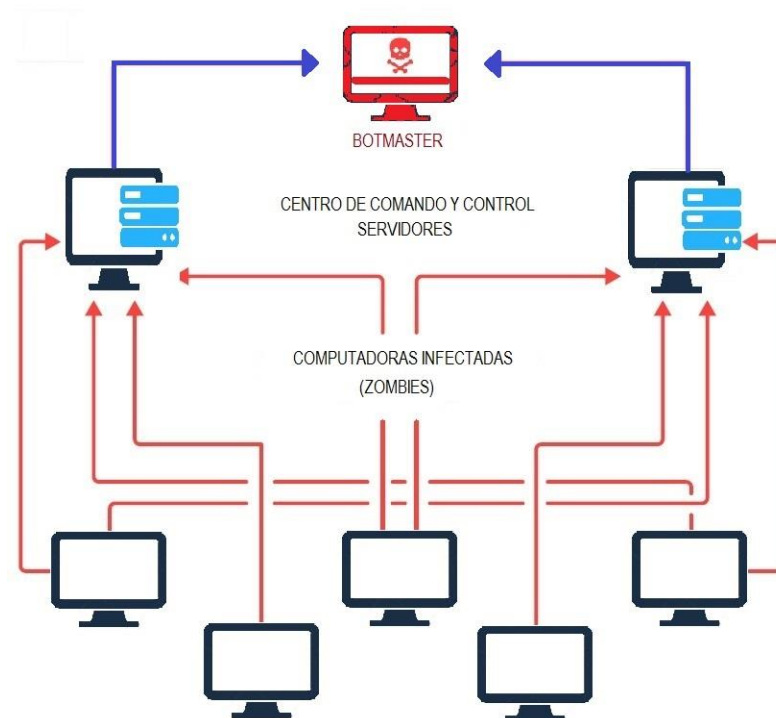 BOTMASTER
CENTRO DE COMANDO Y CONTROL
SERVIDORES
COMPUTADORAS INFECTADAS
(ZOMBIES)